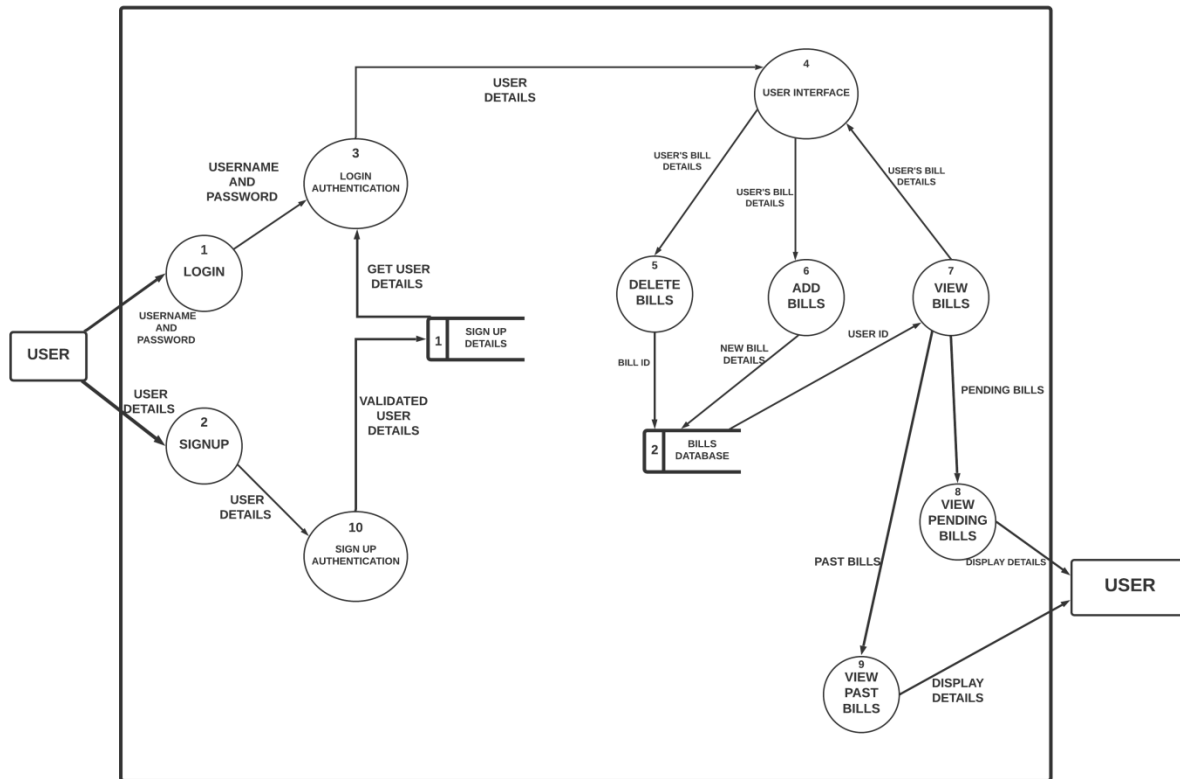 4
USER INTERFACE
USER
DETAILS
3
LOGIN
AUTHENTICATION
USERNAME
AND
PASSWORD
USER'S BILL
DETAILS
USER'S BILL
DETAILS
USER'S BILL
DETAILS
1
LOGIN
GET USER
DETAILS
5
DELETE
BILLS
6
ADD
BILLS
7
VIEW
BILLS
USERNAME
AND
PASSWORD
USER
1
SIGN UP
DETAILS
BILL ID
NEW BILL
DETAILS
USER ID
USER
DETAILS
VALIDATED
USER
DETAILS
PENDING BILLS
2
SIGNUP
2
BILLS
DATABASE
USER
DETAILS
8
VIEW
PENDING
BILLS
10
SIGN UP
AUTHENTICATION
PAST BILLS
DISPLAY DETAILS
USER
9
VIEW
PAST
BILLS
DISPLAY
DETAILS